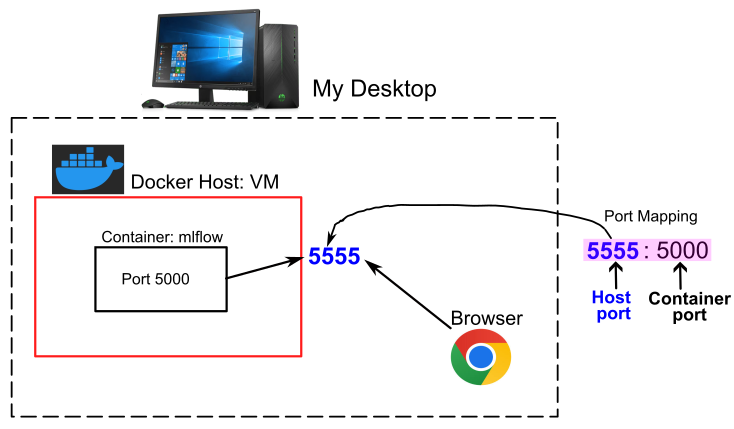 My Desktop
Docker Host: VM
Container: mlflow
Port 5000
5555
Browser
Port Mapping
5555 : 5000
Host
port
Container
port